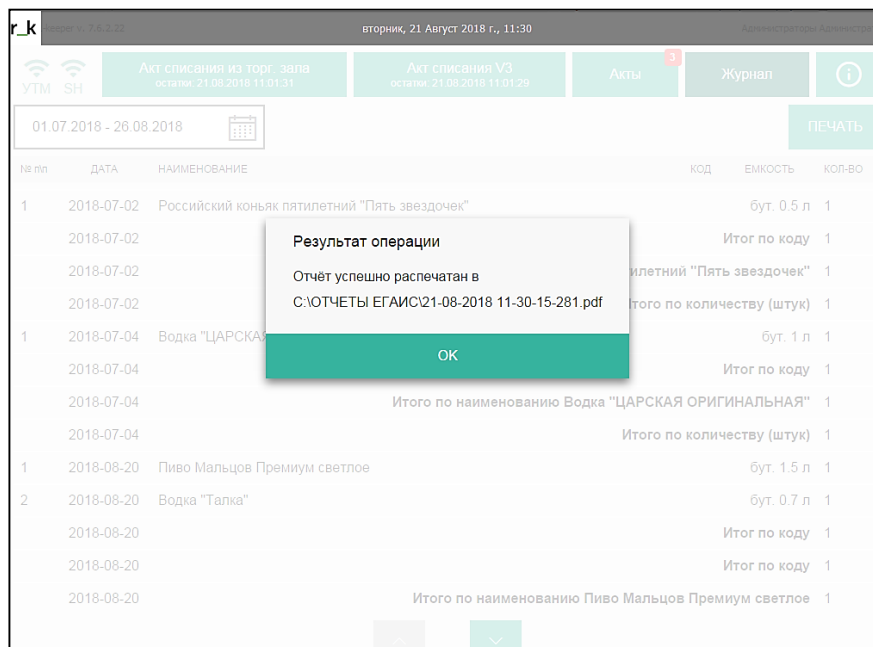 r_k
keeper v. 7.6.2.22
вторник, 21 Август 2018 г., 11:30
УТМ SH
Акт списания из торг. зала
остатки: 21.08.2018 11:01:31
Акт списания V3
остатки: 21.08.2018 11:01:29
Акты 3
Журнал
01.07.2018 - 26.08.2018
ПЕЧАТЬ
№ п\п ДАТА НАИМЕНОВАНИЕ КОД ЕМКОСТЬ КОЛ-ВО
1 2018-07-02 Российский коньяк пятилетний "Пять звездочек" бут. 0.5 л 1
2018-07-02 Итог по коду 1
2018-07-02 "Пять звездочек" 1
2018-07-02 по количеству (штук) 1
1 2018-07-04 Водка бут. 1 л 1
2018-07-04 Итог по коду 1
2018-07-04 Итого по наименованию Водка "ЦАРСКАЯ ОРИГИНАЛЬНАЯ" 1
2018-07-04 Итого по количеству (штук) 1
1 2018-08-20 Пиво Мальцов Премиум светлое бут. 1.5 л 1
2 2018-08-20 Водка "Талка" бут. 0.7 л 1
2018-08-20 Итог по коду 1
2018-08-20 Итог по коду 1
2018-08-20 Итого по наименованию Пиво Мальцов Премиум светлое 1
Результат операции
Отчёт успешно распечатан в
C:\ОТЧЕТЫ ЕГАИС\21-08-2018 11-30-15-281.pdf
OK